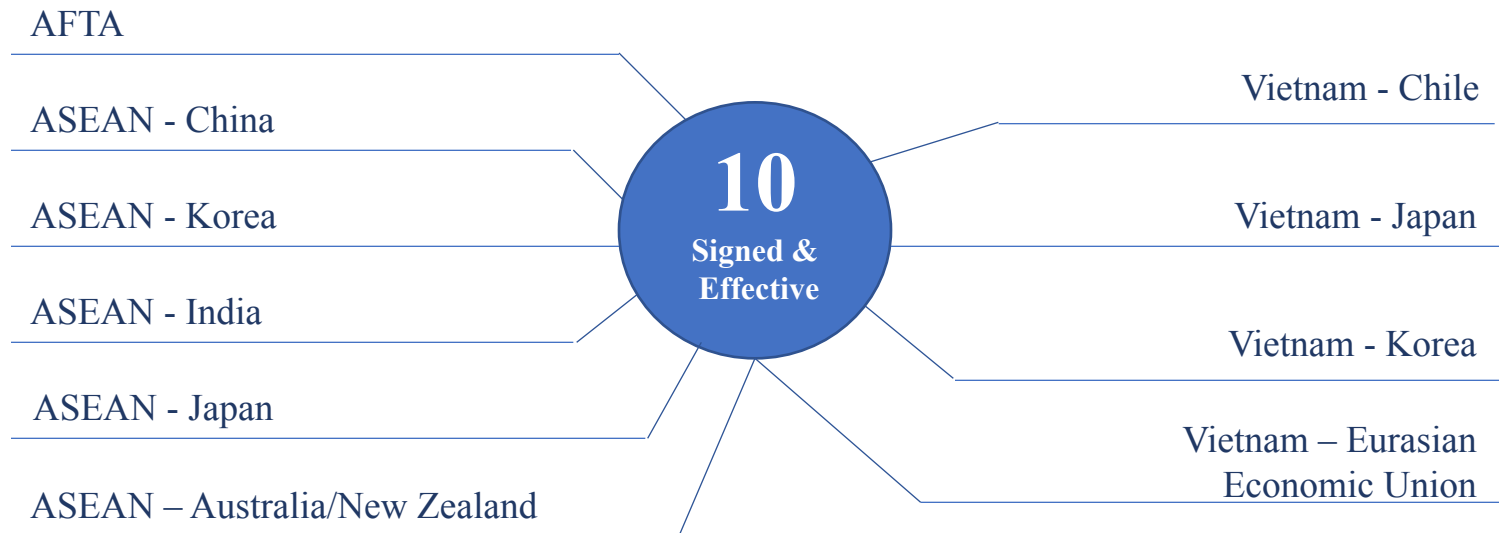 AFTA
ASEAN - China
ASEAN - Korea
ASEAN - India
ASEAN - Japan
ASEAN – Australia/New Zealand
10
Signed &
Effective
Vietnam - Chile
Vietnam - Japan
Vietnam - Korea
Vietnam – Eurasian
Economic Union